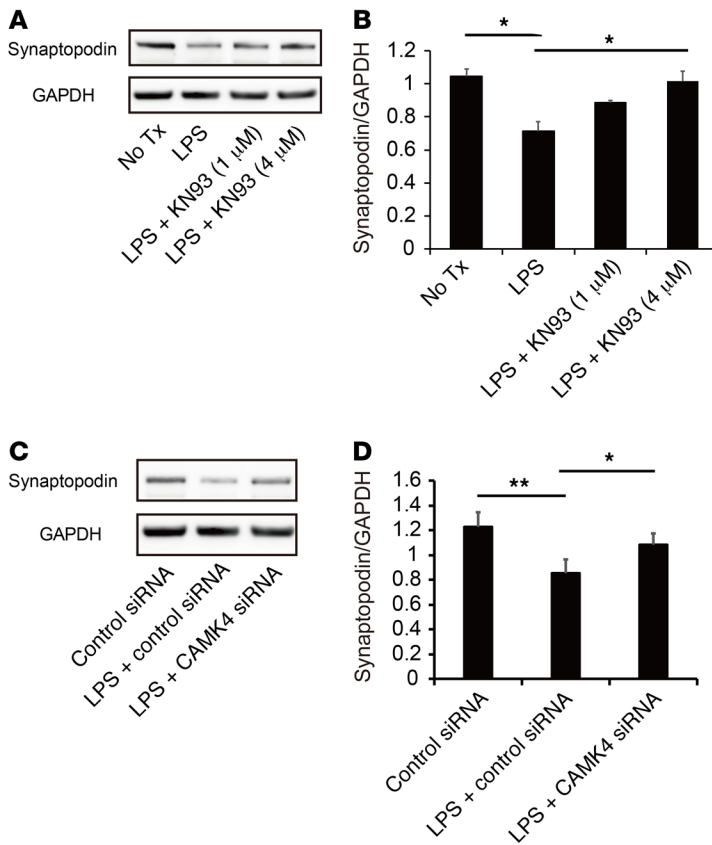 A
Synaptopodin
GAPDH
No Tx
LPS
LPS + KN93 (1 μM)
LPS + KN93 (4 μM)
B
Synaptopodin/GAPDH
1.2
1
0.8
0.6
0.4
0.2
0
*
*
No Tx
LPS
LPS + KN93 (1 μM)
LPS + KN93 (4 μM)
C
Synaptopodin
GAPDH
Control siRNA
LPS + control siRNA
LPS + CAMK4 siRNA
D
Synaptopodin/GAPDH
1.6
1.4
1.2
1
0.8
0.6
0.4
0.2
0
**
*
Control siRNA
LPS + control siRNA
LPS + CAMK4 siRNA